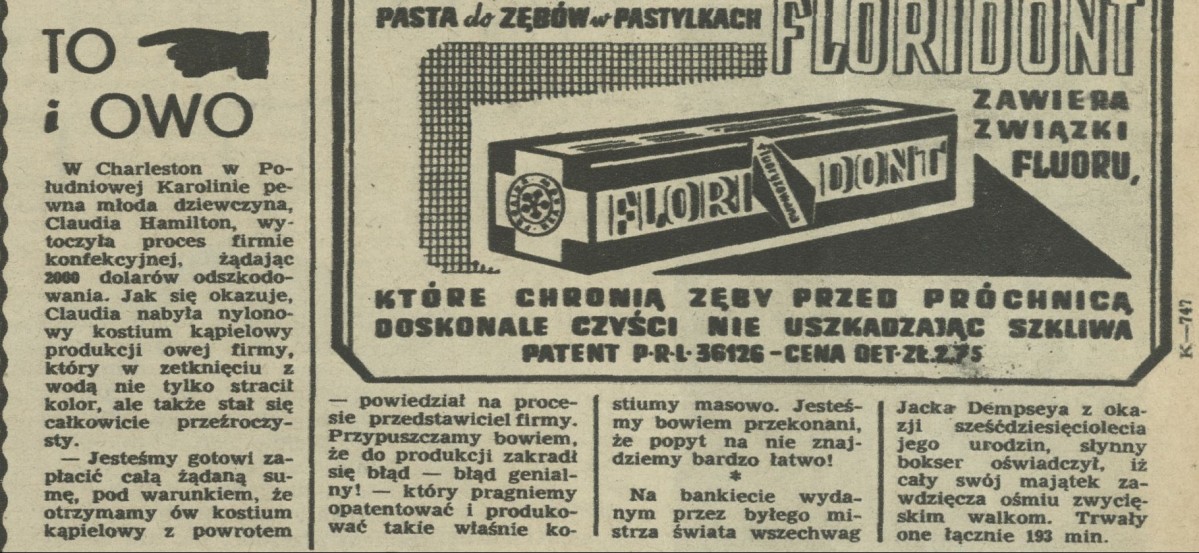 TO
i OWO
W Charleston w Po-
łudniowej Karolinie pe-
wna młoda dziewczyna,
Claudia Hamilton, wy-
toczyła proces firmie
konfekcyjnej, żądając
2000 dolarów odszkodo-
wania. Jak się okazuje,
Claudia nabyła nylono-
wy kostium kąpielowy
produkcji owej firmy,
który w zetknięciu z
wodą nie tylko stracił
kolor, ale także stał się
całkowicie przeźroczy-
sty.
— Jesteśmy gotowi za-
płacić całą żądaną su-
mę, pod warunkiem, że
otrzymamy ów kostium
kąpielowy z powrotem
— powiedział na proce-
sie przedstawiciel firmy.
Przypuszczamy bowiem,
że do produkcji zakradł
się błąd — błąd genial-
ny! — który pragniemy
opatentować i produko-
wać takie właśnie ko-
stiumy masowo. Jesteś-
my bowiem przekonani,
że popyt na nie znaj-
dziemy bardzo łatwo!
*
Na bankiecie wyda-
nym przez byłego mi-
strza świata wszechwag
Jacka Dempseya z oka-
zji sześćdziesięciolecia
jego urodzin, słynny
bokser oświadczył, iż
cały swój majątek za-
wdzięcza ośmiu zwycię-
skim walkom. Trwały
one łącznie 193 min.
PASTA do ZĘBÓW w PASTYLKACH
FLORIDONT
ZAWIERA
ZWIĄZKI
FLUORU,
FLORI DONT
fluoryzowana
KTÓRE CHRONIĄ ZĘBY PRZED PRÓCHNICĄ
DOSKONALE CZYŚCI NIE USZKADZAJĄC SZKLIWA
PATENT P.R.L. 36126 - CENA DET. ZŁ. 2,75
K—747